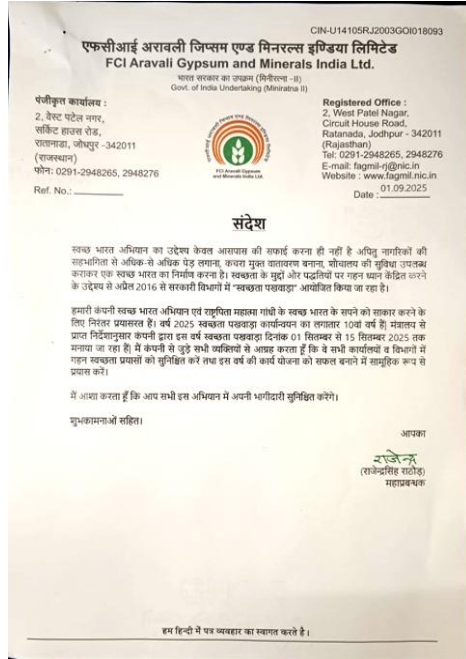 CIN-U14105RJ2003GOI018093
एफसीआई अरावली जिप्सम एण्ड मिनरल्स इण्डिया लिमिटेड
FCI Aravali Gypsum and Minerals India Ltd.
भारत सरकार का उपक्रम (मिनीरत्ना -II)
Govt. of India Undertaking (Miniratna II)
पंजीकृत कार्यालय :
2, वेस्ट पटेल नगर,
सर्किट हाउस रोड,
रातानाडा, जोधपुर -342011
(राजस्थान)
फोनः 0291-2948265, 2948276
Ref. No.:
FCI Aravali Gypsum
and Minerals India Ltd.
Registered Office :
2, West Patel Nagar,
Circuit House Road,
Ratanada, Jodhpur - 342011
(Rajasthan)
Tel: 0291-2948265, 2948276
E-mail: fagmil-rj@nic.in
Website : www.fagmil.nic.in
Date : 01.09.2025
संदेश
स्वच्छ भारत अभियान का उद्देश्य केवल आसपास की सफाई करना ही नहीं है अपितु नागरिकों की
सहभागिता से अधिक-से अधिक पेड़ लगाना, कचरा मुक्त वातावरण बनाना, शौचालय की सुविधा उपलब्ध
कराकर एक स्वच्छ भारत का निर्माण करना है। स्वच्छता के मुद्दों और पद्धतियों पर गहन ध्यान केंद्रित करने
के उद्देश्य से अप्रैल 2016 से सरकारी विभागों में "स्वच्छता पखवाड़ा" आयोजित किया जा रहा है।
हमारी कंपनी स्वच्छ भारत अभियान एवं राष्ट्रपिता महात्मा गांधी के स्वच्छ भारत के सपने को साकार करने के
लिए निरंतर प्रयासरत हैं। वर्ष 2025 स्वच्छता पखवाड़ा कार्यान्वयन का लगातार 10वां वर्ष हैं| मंत्रालय से
प्राप्त निर्देशानुसार कंपनी द्वारा इस वर्ष स्वच्छता पखवाड़ा दिनांक 01 सितम्बर से 15 सितम्बर 2025 तक
मनाया जा रहा हैं| में कंपनी से जुड़े सभी व्यक्तियों से आग्रह करता हूँ कि वे सभी कार्यालयों व विभागों में
गहन स्वच्छता प्रयासों को सुनिश्चित करें तथा इस वर्ष की कार्य योजना को सफल बनाने में सामूहिक रूप से
प्रयास करें।
में आशा करता हूँ कि आप सभी इस अभियान में अपनी भागीदारी सुनिश्चित करेंगे।
शुभकामनाओं सहित।
आपका
राजेन्द्र
(राजेन्द्रसिंह राठौड़)
महाप्रबन्धक
हम हिन्दी में पत्र व्यवहार का स्वागत करते है।